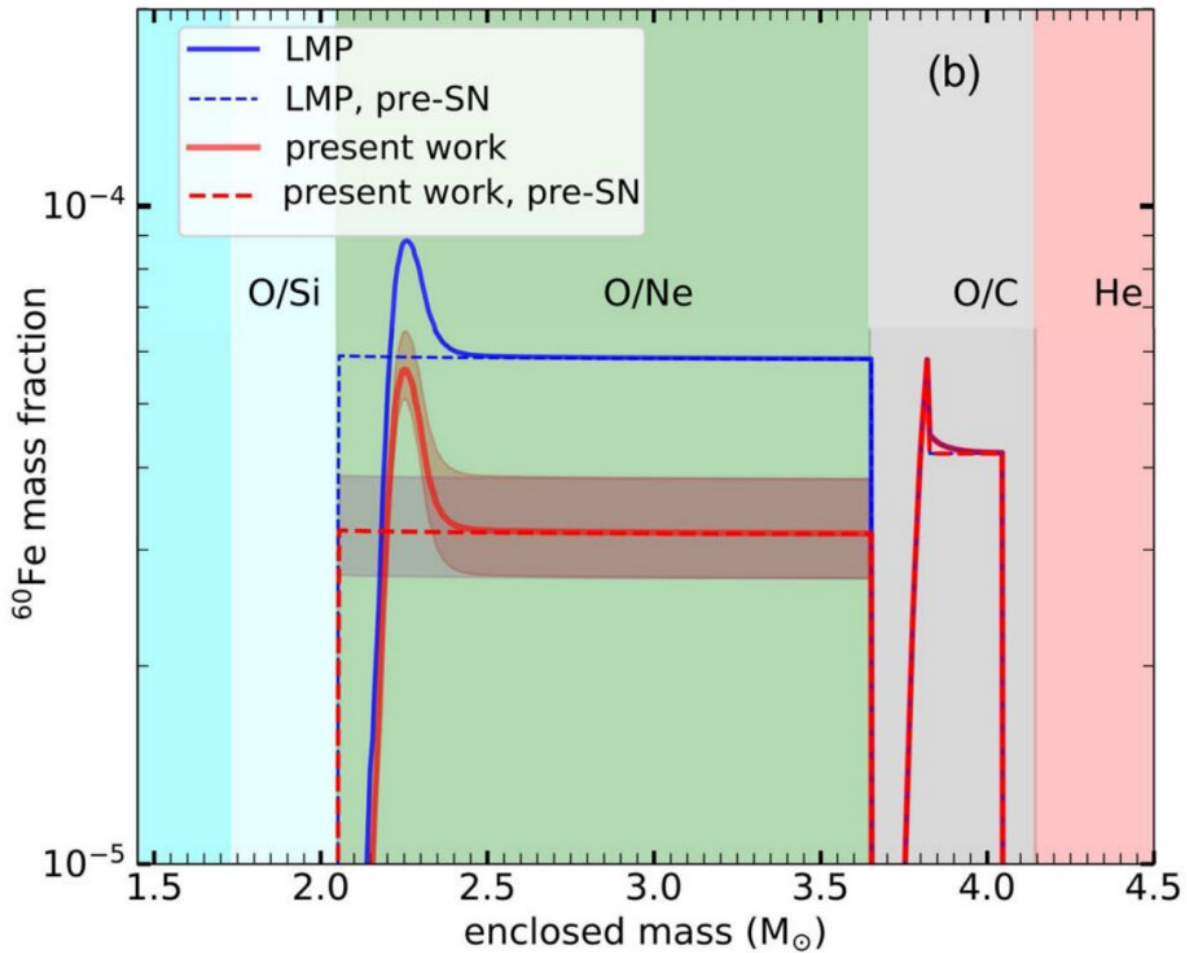 (b)
LMP
LMP, pre-SN
present work
present work, pre-SN
10⁻⁴
O/Si
O/Ne
O/C
He
⁶⁰Fe mass fraction
10⁻⁵
1.5 2.0 2.5 3.0 3.5 4.0 4.5
enclosed mass (M☉)